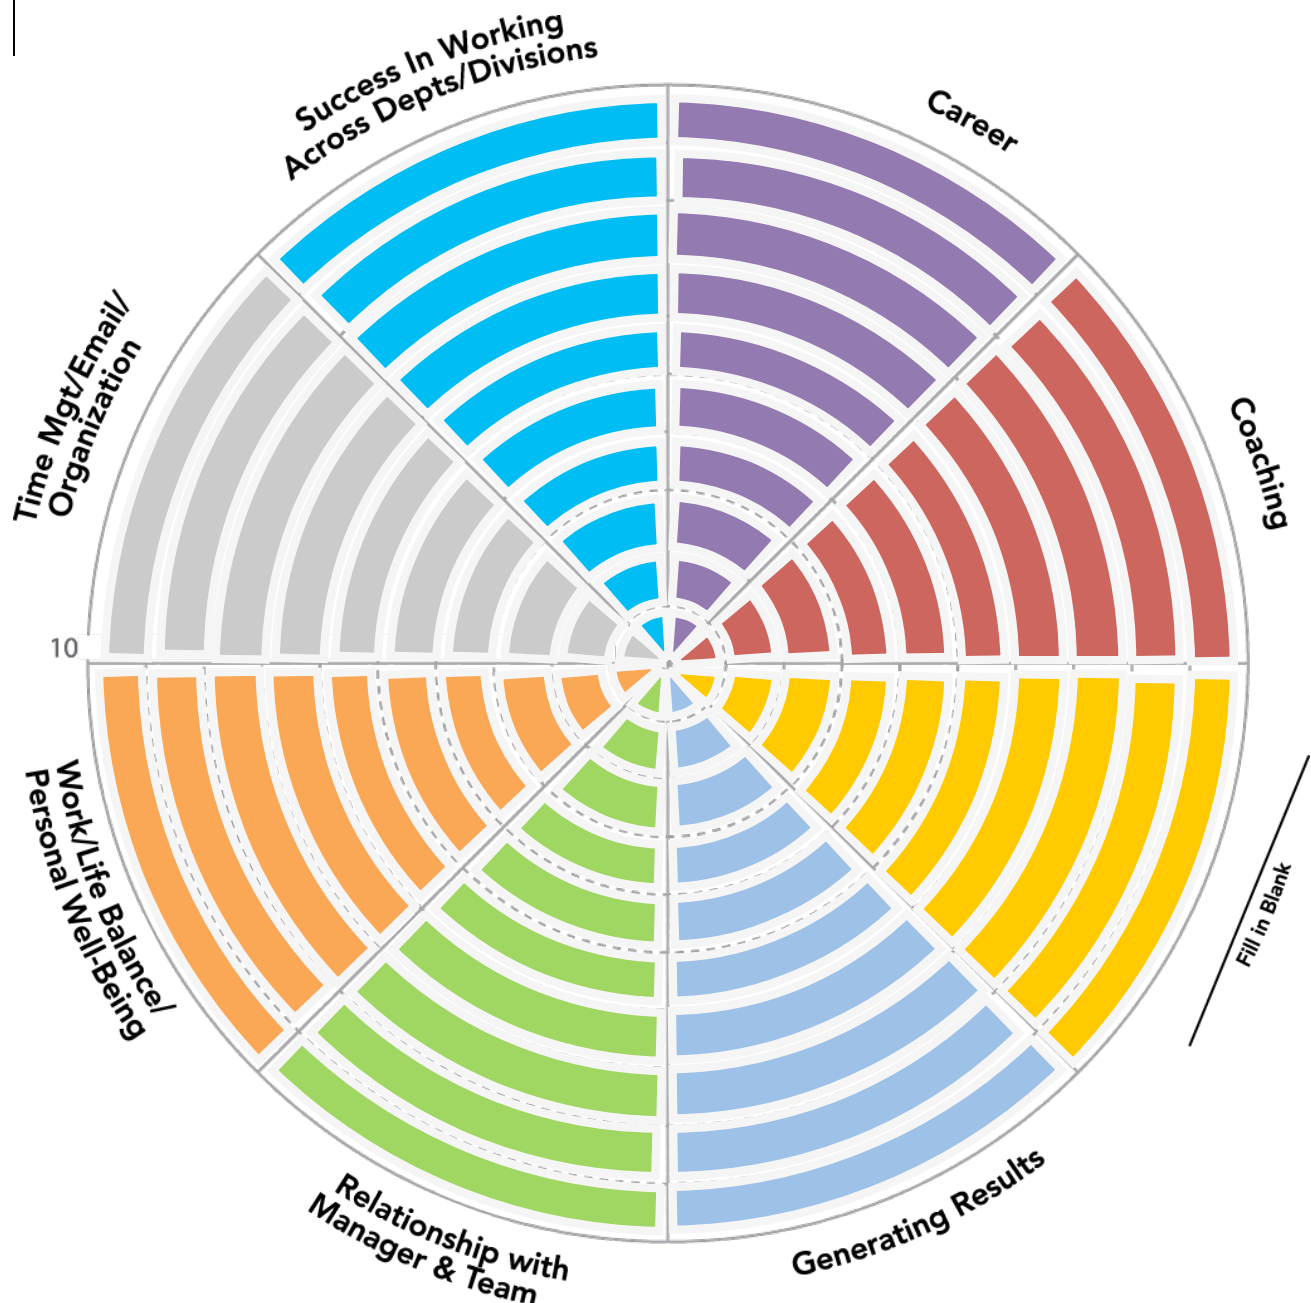 Success In Working
Across Depts/Divisions
Career
Coaching
Time Mgt/Email/
Organization
10
Work/Life Balance/
Personal Well-Being
Fill in Blank
Relationship with
Manager & Team
Generating Results